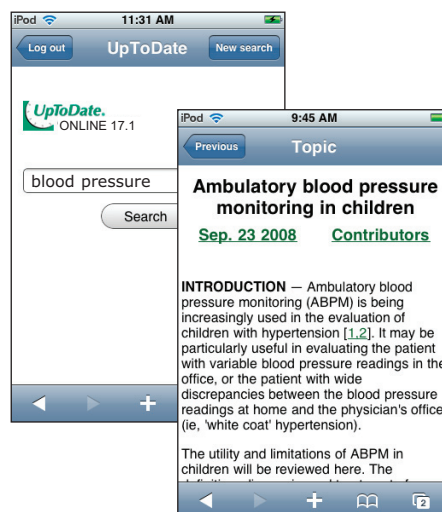 iPod 11:31 AM
Log out UpToDate New search
UpToDate.
ONLINE 17.1
blood pressure
Search
iPod 9:45 AM
Previous Topic
Ambulatory blood pressure
monitoring in children
Sep. 23 2008 Contributors
INTRODUCTION — Ambulatory blood
pressure monitoring (ABPM) is being
increasingly used in the evaluation of
children with hypertension [1,2]. It may be
particularly useful in evaluating the patient
with variable blood pressure readings in the
office, or the patient with wide
discrepancies between the blood pressure
readings at home and the physician's office
(ie, 'white coat' hypertension).
The utility and limitations of ABPM in
children will be reviewed here. The
2